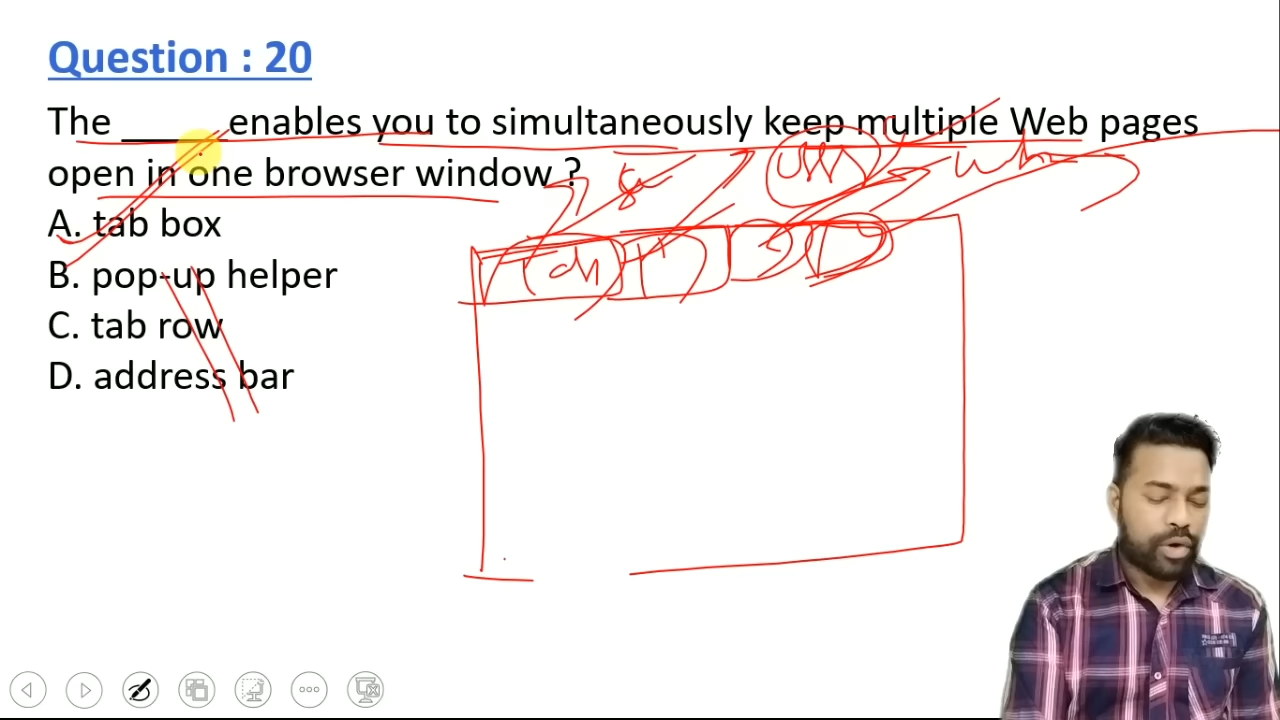 Question : 20
The _____ enables you to simultaneously keep multiple Web pages
open in one browser window ?
A. tab box
B. pop-up helper
C. tab row
D. address bar